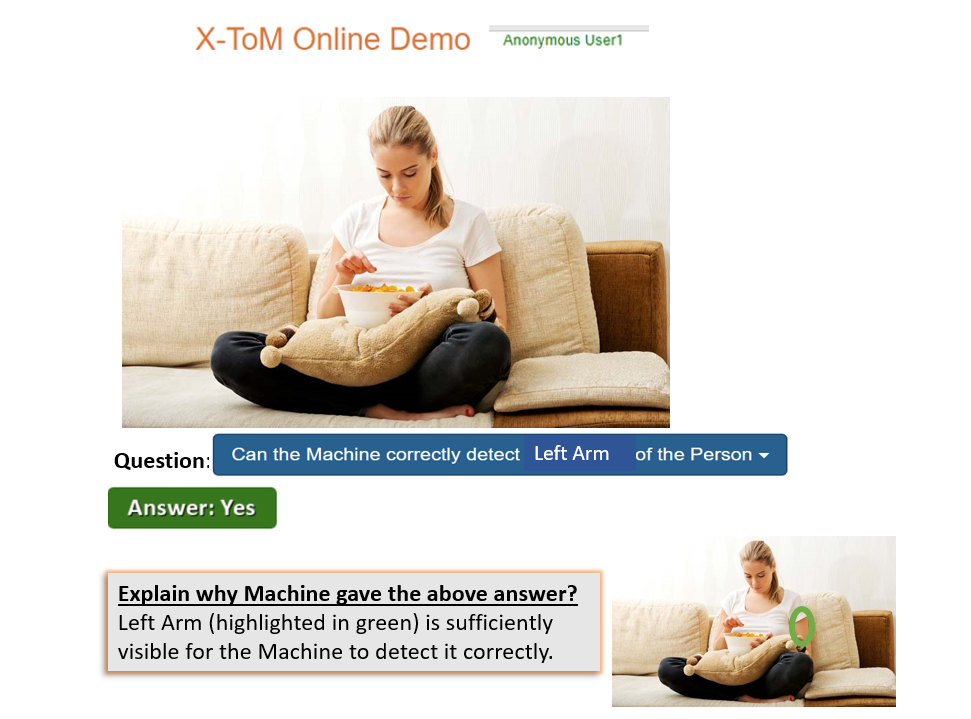 X-ToM Online Demo
Anonymous User1
Question: Can the Machine correctly detect Left Arm of the Person
Answer: Yes
Explain why Machine gave the above answer?
Left Arm (highlighted in green) is sufficiently
visible for the Machine to detect it correctly.